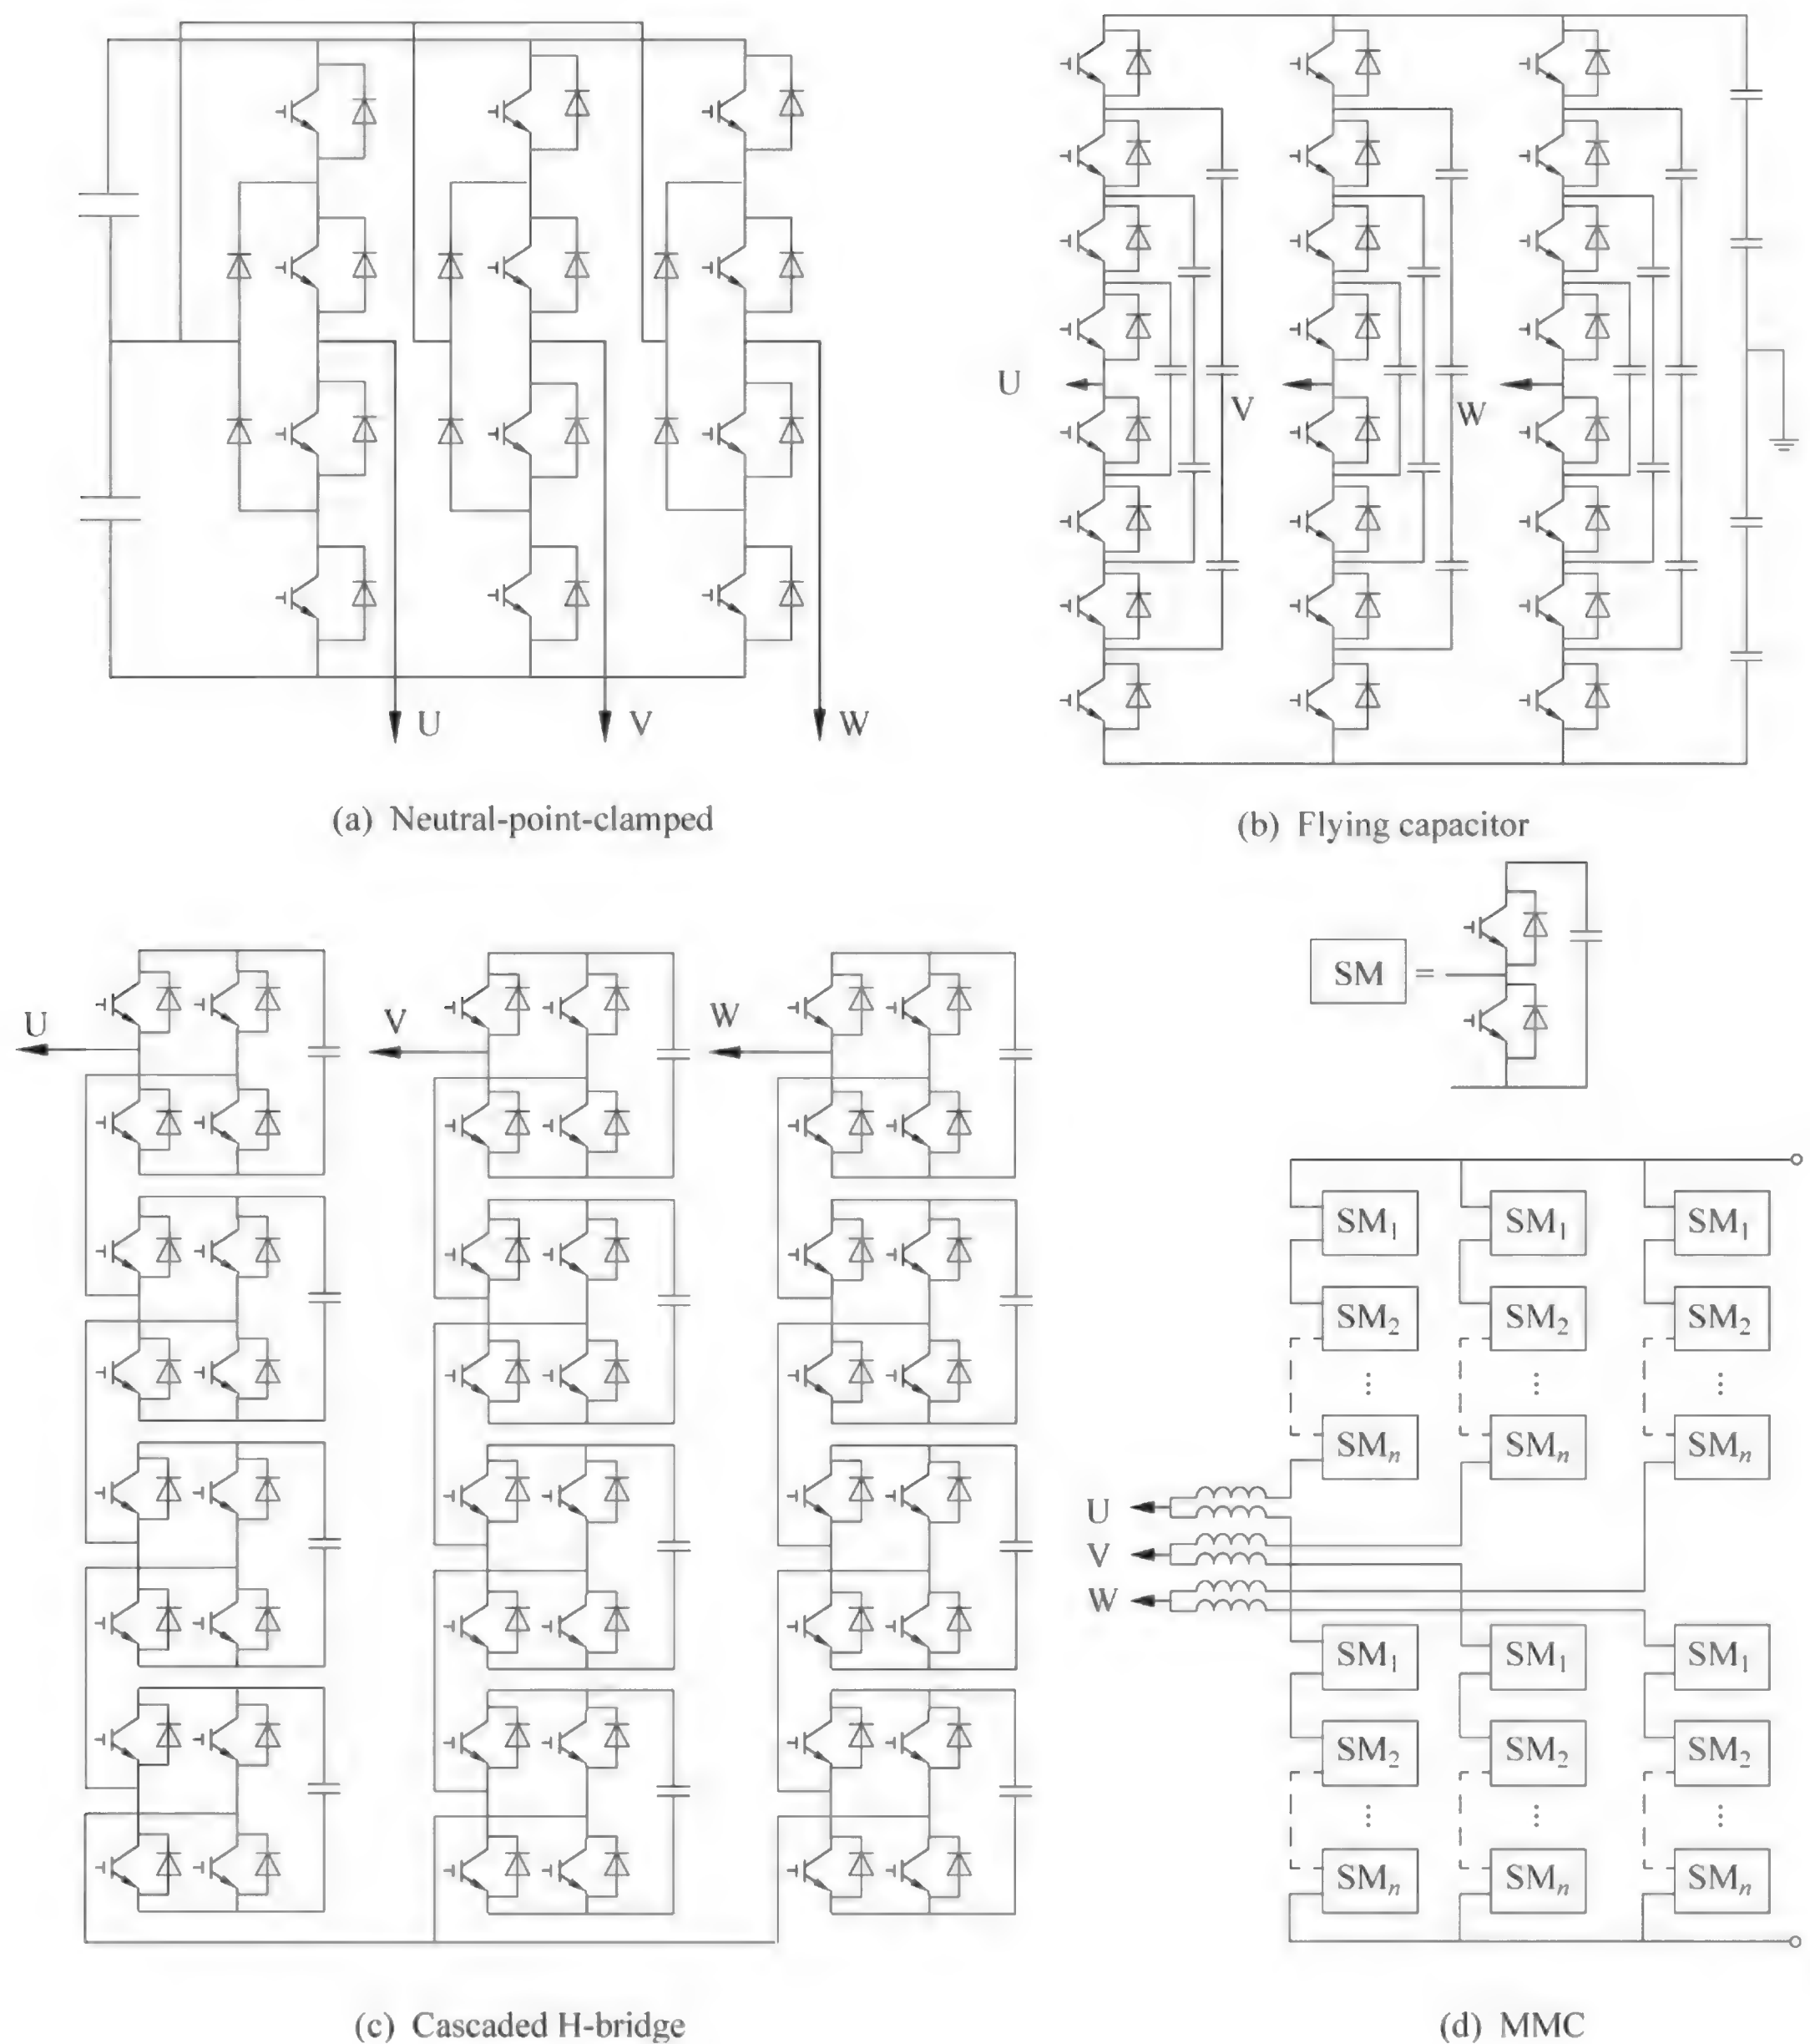 U
V
W
(a) Neutral-point-clamped
U
V
W
(b) Flying capacitor
U
V
W
(c) Cascaded H-bridge
SM =
SM₁ SM₁ SM₁
SM₂ SM₂ SM₂
⋮ ⋮ ⋮
SMₙ SMₙ SMₙ
U
V
W
SM₁ SM₁ SM₁
SM₂ SM₂ SM₂
⋮ ⋮ ⋮
SMₙ SMₙ SMₙ
(d) MMC